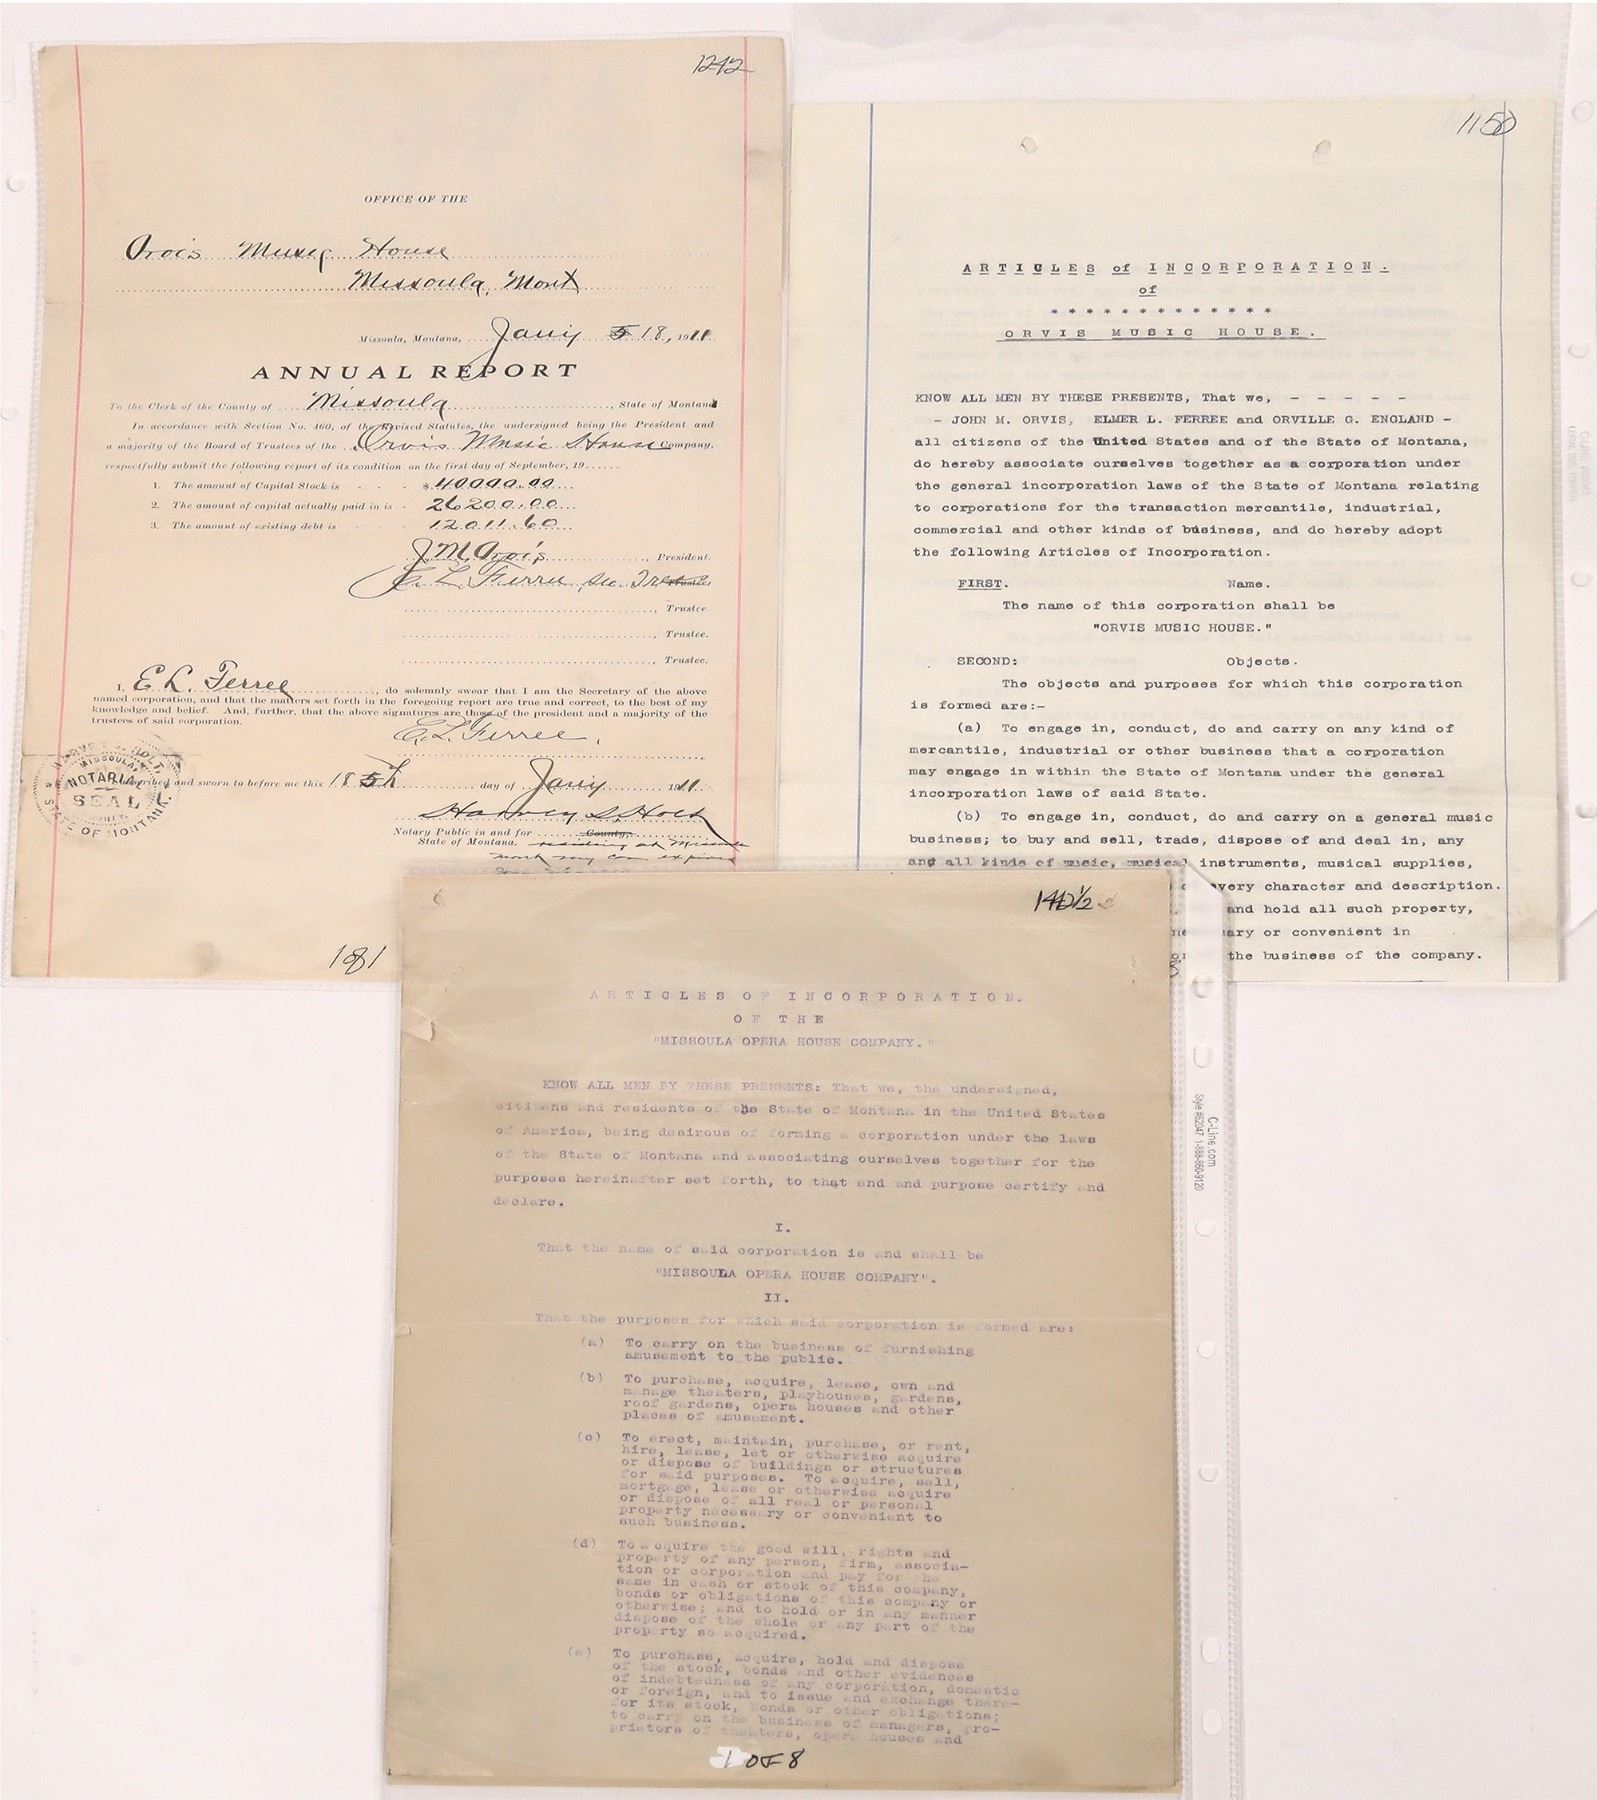 1242
OFFICE OF THE
Orvis Music House
Missoula, Mont
Missoula, Montana, Jany 5 18, 1911
ANNUAL REPORT
To the Clerk of the County of Missoula, State of Montana
In accordance with Section No. 460, of the Revised Statutes, the undersigned being the President and
a majority of the Board of Trustees of the Orvis Music House Company,
respectfully submit the following report of its condition on the first day of September, 19......
1. The amount of Capital Stock is - - - $40000.00
2. The amount of capital actually paid in is - 26200.00
3. The amount of existing debt is - - - 12011.60
J M Orvis, President.
E. L. Ferree, Sec. Tres Trustee
, Trustee
, Trustee.
, Trustee.
I, E L. Ferree, do solemnly swear that I am the Secretary of the above
named corporation, and that the matters set forth in the foregoing report are true and correct, to the best of my
knowledge and belief. And, further, that the above signatures are those of the president and a majority of the
trustees of said corporation.
E. L. Ferree.
MISSOULA
NOTARIAL
SEAL
STATE OF MONTANA.
and sworn to before me this 18 5th day of Jany 1911
Harvey S. Holt
Notary Public in and for County,
State of Montana. residing at Missoula
Mont my com expires
181
1150
ARTICLES of INCORPORATION.
of
* * * * * * * * * * * * *
ORVIS MUSIC HOUSE.
KNOW ALL MEN BY THESE PRESENTS, That we, - - - - -
- JOHN M. ORVIS, ELMER L. FERREE and ORVILLE G. ENGLAND -
all citizens of the United States and of the State of Montana,
do hereby associate ourselves together as a corporation under
the general incorporation laws of the State of Montana relating
to corporations for the transaction mercantile, industrial,
commercial and other kinds of business, and do hereby adopt
the following Articles of Incorporation.
FIRST. Name.
The name of this corporation shall be
"ORVIS MUSIC HOUSE."
SECOND: Objects.
The objects and purposes for which this corporation
is formed are:-
(a) To engage in, conduct, do and carry on any kind of
mercantile, industrial or other business that a corporation
may engage in within the State of Montana under the general
incorporation laws of said State.
(b) To engage in, conduct, do and carry on a general music
business; to buy and sell, trade, dispose of and deal in, any
and all kinds of music, musical instruments, musical supplies,
every character and description.
and hold all such property,
ary or convenient in
the business of the company.
1442 1/2
ARTICLES OF INCORPORATION.
OF THE
"MISSOULA OPERA HOUSE COMPANY."
KNOW ALL MEN BY THESE PRESENTS: That we, the undersigned,
citizens and residents of the State of Montana in the United States
of America, being desirous of forming a corporation under the laws
of the State of Montana and associating ourselves together for the
purposes hereinafter set forth, to that end and purpose certify and
declare.
I.
That the name of said corporation is and shall be
"MISSOULA OPERA HOUSE COMPANY".
II.
That the purposes for which said corporation is formed are:
(a) To carry on the business of furnishing
amusement to the public.
(b) To purchase, acquire, lease, own and
manage theaters, playhouses, gardens,
roof gardens, opera houses and other
places of amusement.
(c) To erect, maintain, purchase, or rent,
hire, lease, let or otherwise acquire
or dispose of buildings or structures
for said purposes. To acquire, sell,
mortgage, lease or otherwise acquire
or dispose of all real or personal
property necessary or convenient to
such business.
(d) To acquire the good will, rights and
property of any person, firm, associa-
tion or corporation and pay for the
same in cash or stock of this company,
bonds or obligations of this company or
otherwise; and to hold or in any manner
dispose of the whole or any part of the
property so acquired.
(e) To purchase, acquire, hold and dispose
of the stock, bonds and other evidences
of indebtedness of any corporation, domestic
or foreign, and to issue and exchange there-
for its stock, bonds or other obligations;
to carry on the business of managers, pro-
prietors of theaters, opera houses and
1 OF 8
C-Line.com
Style #62047 1-888-860-9120